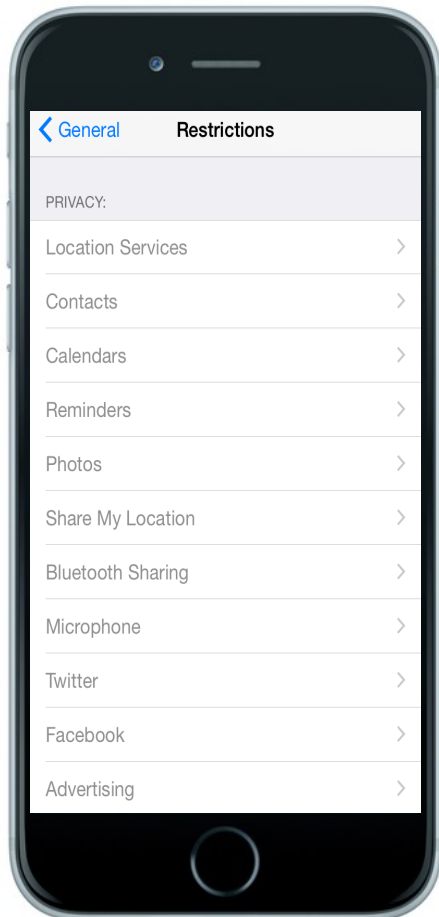 General
Restrictions
PRIVACY:
Location Services
Contacts
Calendars
Reminders
Photos
Share My Location
Bluetooth Sharing
Microphone
Twitter
Facebook
Advertising